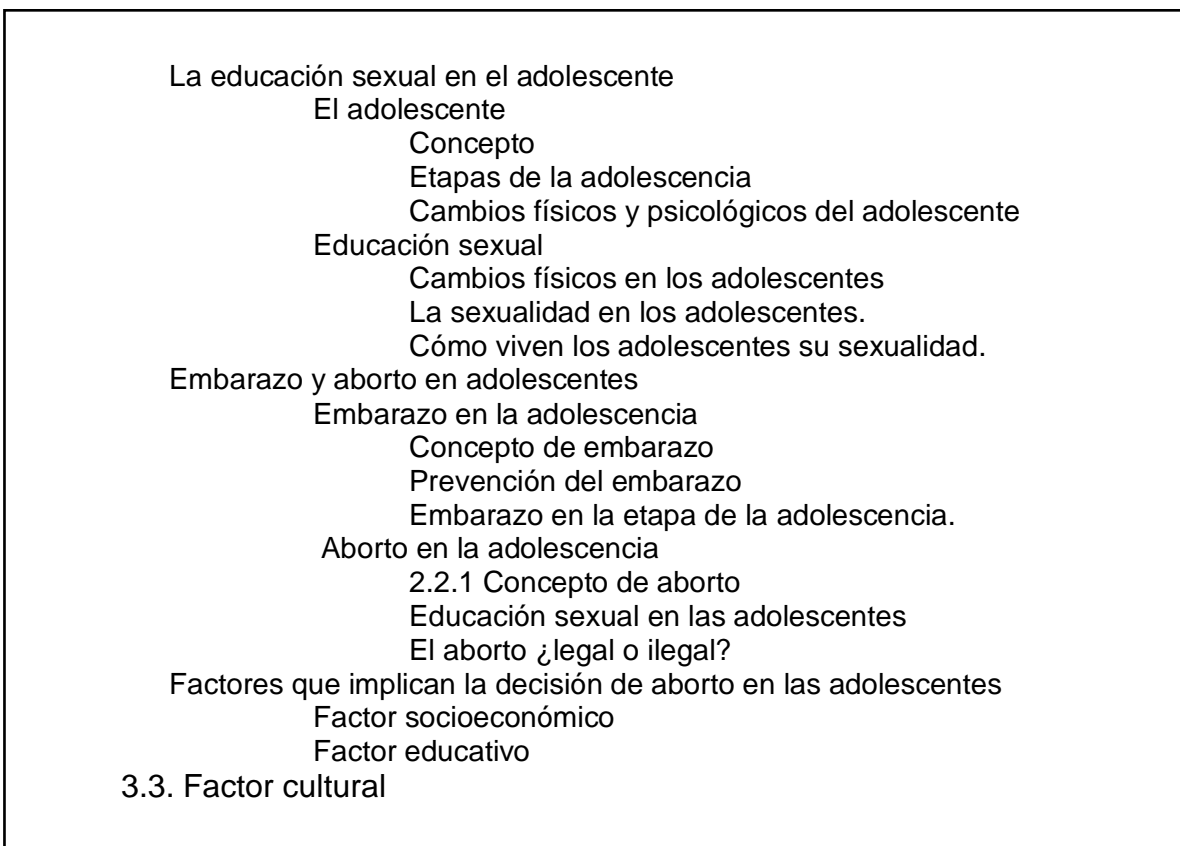 La educación sexual en el adolescente
El adolescente
Concepto
Etapas de la adolescencia
Cambios físicos y psicológicos del adolescente
Educación sexual
Cambios físicos en los adolescentes
La sexualidad en los adolescentes.
Cómo viven los adolescentes su sexualidad.
Embarazo y aborto en adolescentes
Embarazo en la adolescencia
Concepto de embarazo
Prevención del embarazo
Embarazo en la etapa de la adolescencia.
Aborto en la adolescencia
2.2.1 Concepto de aborto
Educación sexual en las adolescentes
El aborto ¿legal o ilegal?
Factores que implican la decisión de aborto en las adolescentes
Factor socioeconómico
Factor educativo
3.3. Factor cultural